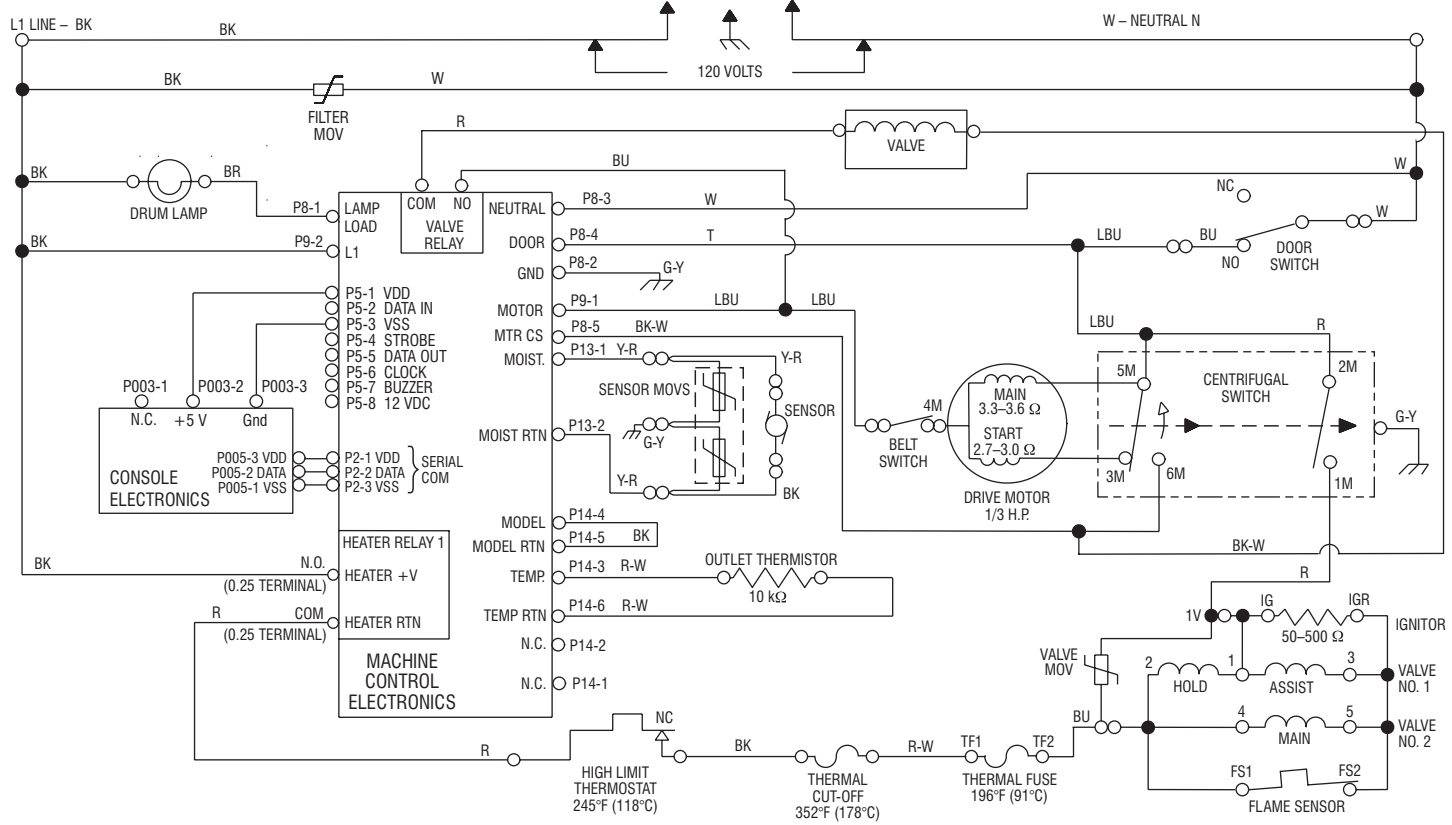 L1 LINE – BK
BK
W – NEUTRAL N
120 VOLTS
BK
W
FILTER
MOV
R
VALVE
BU
W
BK
BR
DRUM LAMP
P8-1
LAMP
LOAD
COM
NO
VALVE
RELAY
NEUTRAL
P8-3
W
NC
W
BK
P9-2
L1
DOOR
P8-4
T
LBU
BU
NO
DOOR
SWITCH
GND
P8-2
G-Y
P5-1 VDD
P5-2 DATA IN
P5-3 VSS
P5-4 STROBE
P5-5 DATA OUT
P5-6 CLOCK
P5-7 BUZZER
P5-8 12 VDC
MOTOR
P9-1
LBU
LBU
MTR CS
P8-5
BK-W
LBU
R
MOIST.
P13-1
Y-R
Y-R
SENSOR MOVS
SENSOR
G-Y
MOIST RTN
P13-2
Y-R
BK
P003-1
P003-2
P003-3
N.C.
+5 V
Gnd
CONSOLE
ELECTRONICS
P005-3 VDD
P005-2 DATA
P005-1 VSS
P2-1 VDD
P2-2 DATA
P2-3 VSS
SERIAL
COM
5M
CENTRIFUGAL
SWITCH
2M
4M
MAIN
3.3–3.6 Ω
START
2.7–3.0 Ω
BELT
SWITCH
3M
6M
1M
G-Y
DRIVE MOTOR
1/3 H.P.
MODEL
P14-4
MODEL RTN
P14-5
BK
BK-W
HEATER RELAY 1
BK
N.O.
(0.25 TERMINAL)
HEATER +V
TEMP.
P14-3
R-W
OUTLET THERMISTOR
10 kΩ
R
R
COM
(0.25 TERMINAL)
HEATER RTN
TEMP RTN
P14-6
R-W
N.C.
P14-2
N.C.
P14-1
MACHINE
CONTROL
ELECTRONICS
1V
IG
IGR
50–500 Ω
IGNITOR
VALVE
MOV
2
1
3
HOLD
ASSIST
VALVE
NO. 1
BU
4
5
MAIN
VALVE
NO. 2
FS1
FS2
FLAME SENSOR
R
NC
HIGH LIMIT
THERMOSTAT
245°F (118°C)
BK
THERMAL
CUT-OFF
352°F (178°C)
R-W
TF1
TF2
THERMAL FUSE
196°F (91°C)